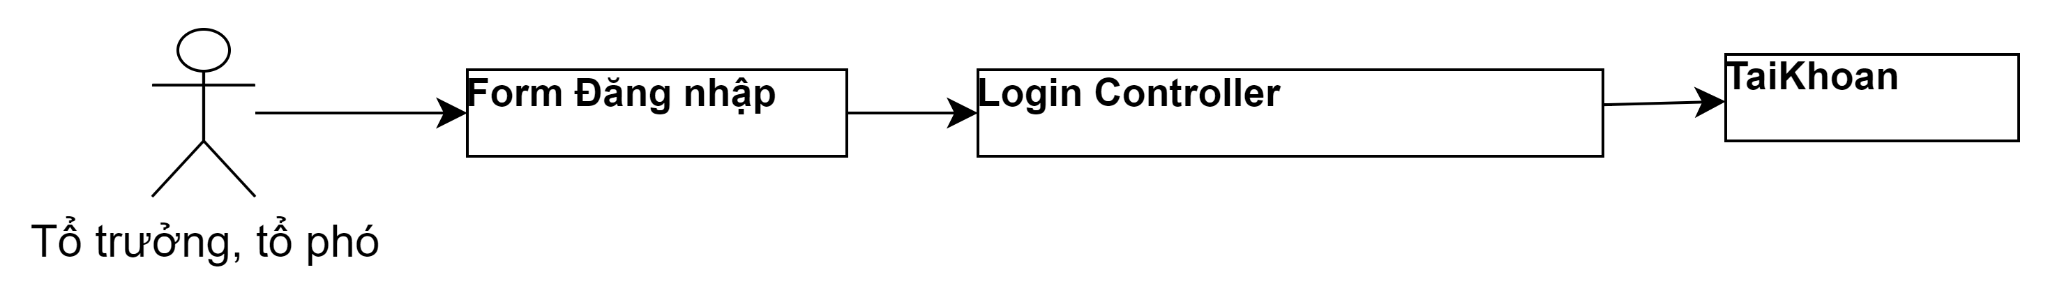 Form Đăng nhập
Login Controller
TaiKhoan
Tổ trưởng, tổ phó